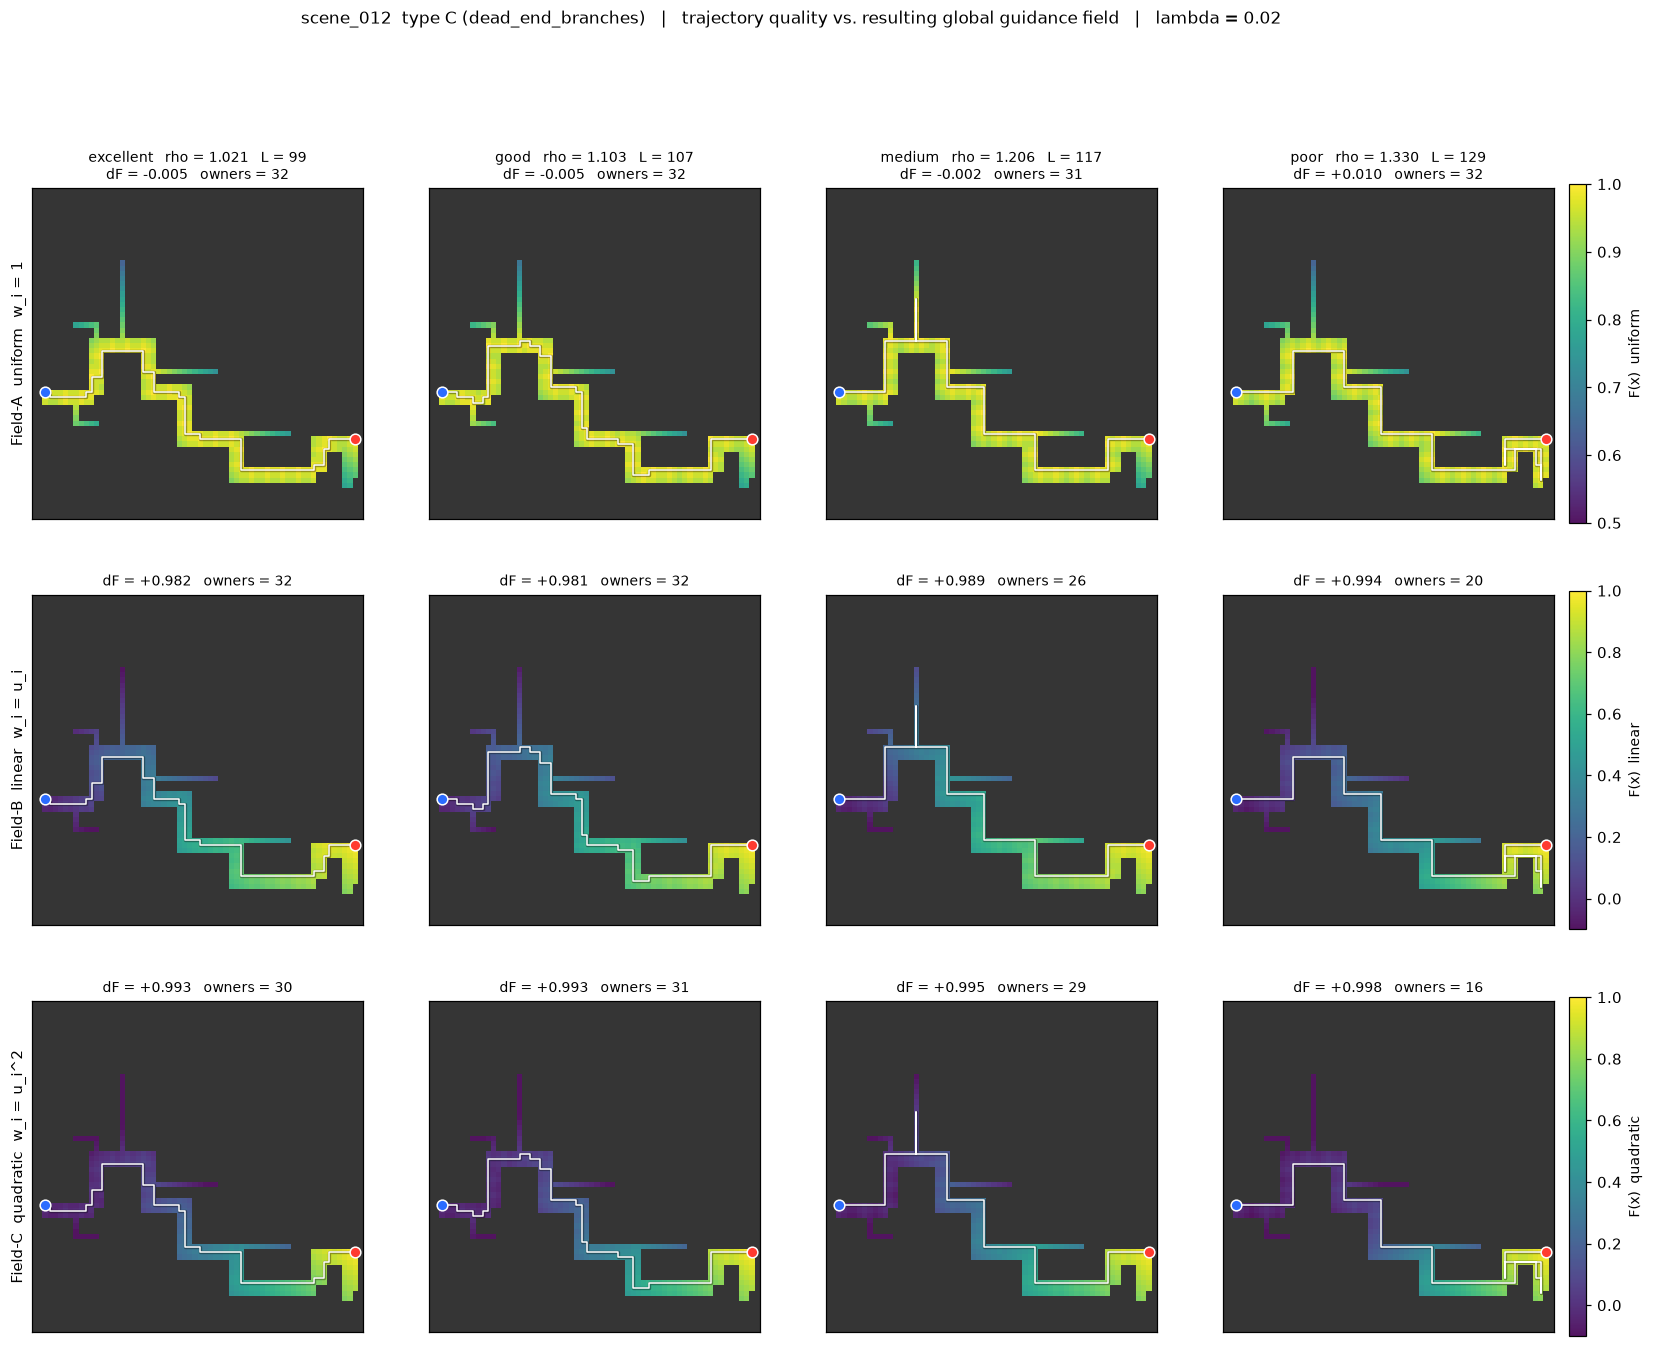 scene_012  type C (dead_end_branches)   |   trajectory quality vs. resulting global guidance field   |   lambda = 0.02
excellent   rho = 1.021   L = 99
dF = -0.005   owners = 32
good   rho = 1.103   L = 107
dF = -0.005   owners = 32
medium   rho = 1.206   L = 117
dF = -0.002   owners = 31
poor   rho = 1.330   L = 129
dF = +0.010   owners = 32
Field-A  uniform  w_i = 1
1.0
0.9
0.8
0.7
0.6
0.5
F(x)  uniform
dF = +0.982   owners = 32
dF = +0.981   owners = 32
dF = +0.989   owners = 26
dF = +0.994   owners = 20
Field-B  linear  w_i = u_i
1.0
0.8
0.6
0.4
0.2
0.0
F(x)  linear
dF = +0.993   owners = 30
dF = +0.993   owners = 31
dF = +0.995   owners = 29
dF = +0.998   owners = 16
Field-C  quadratic  w_i = u_i^2
1.0
0.8
0.6
0.4
0.2
0.0
F(x)  quadratic